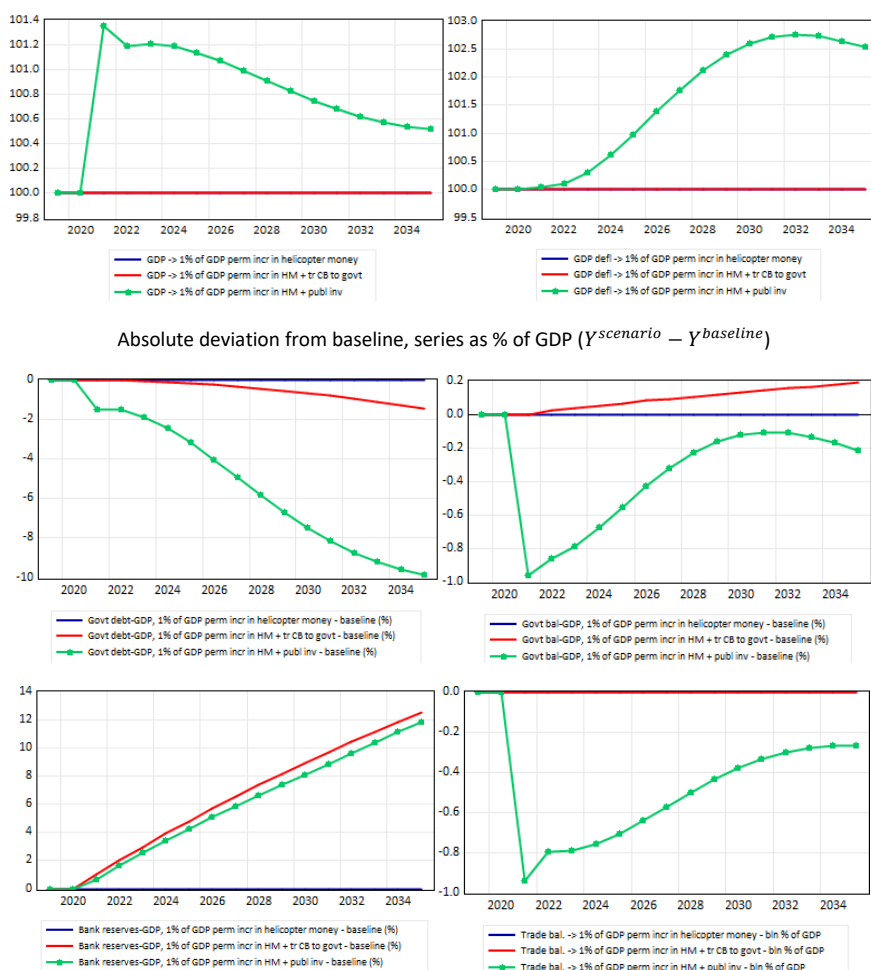 101.4
101.2
101.0
100.8
100.6
100.4
100.2
100.0
99.8
2020 2022 2024 2026 2028 2030 2032 2034
GDP -> 1% of GDP perm incr in helicopter money
GDP -> 1% of GDP perm incr in HM + tr CB to govt
GDP -> 1% of GDP perm incr in HM + publ inv
103.0
102.5
102.0
101.5
101.0
100.5
100.0
99.5
2020 2022 2024 2026 2028 2030 2032 2034
GDP defl -> 1% of GDP perm incr in helicopter money
GDP defl -> 1% of GDP perm incr in HM + tr CB to govt
GDP defl -> 1% of GDP perm incr in HM + publ inv
Absolute deviation from baseline, series as % of GDP (Y^scenario − Y^baseline)
0
-2
-4
-6
-8
-10
2020 2022 2024 2026 2028 2030 2032 2034
Govt debt-GDP, 1% of GDP perm incr in helicopter money - baseline (%)
Govt debt-GDP, 1% of GDP perm incr in HM + tr CB to govt - baseline (%)
Govt debt-GDP, 1% of GDP perm incr in HM + publ inv - baseline (%)
0.2
0.0
-0.2
-0.4
-0.6
-0.8
-1.0
2020 2022 2024 2026 2028 2030 2032 2034
Govt bal-GDP, 1% of GDP perm incr in helicopter money - baseline (%)
Govt bal-GDP, 1% of GDP perm incr in HM + tr CB to govt - baseline (%)
Govt bal-GDP, 1% of GDP perm incr in HM + publ inv - baseline (%)
14
12
10
8
6
4
2
0
2020 2022 2024 2026 2028 2030 2032 2034
Bank reserves-GDP, 1% of GDP perm incr in helicopter money - baseline (%)
Bank reserves-GDP, 1% of GDP perm incr in HM + tr CB to govt - baseline (%)
Bank reserves-GDP, 1% of GDP perm incr in HM + publ inv - baseline (%)
0.0
-0.2
-0.4
-0.6
-0.8
-1.0
2020 2022 2024 2026 2028 2030 2032 2034
Trade bal. -> 1% of GDP perm incr in helicopter money - bln % of GDP
Trade bal. -> 1% of GDP perm incr in HM + tr CB to govt - bln % of GDP
Trade bal. -> 1% of GDP perm incr in HM + publ inv - bln % of GDP